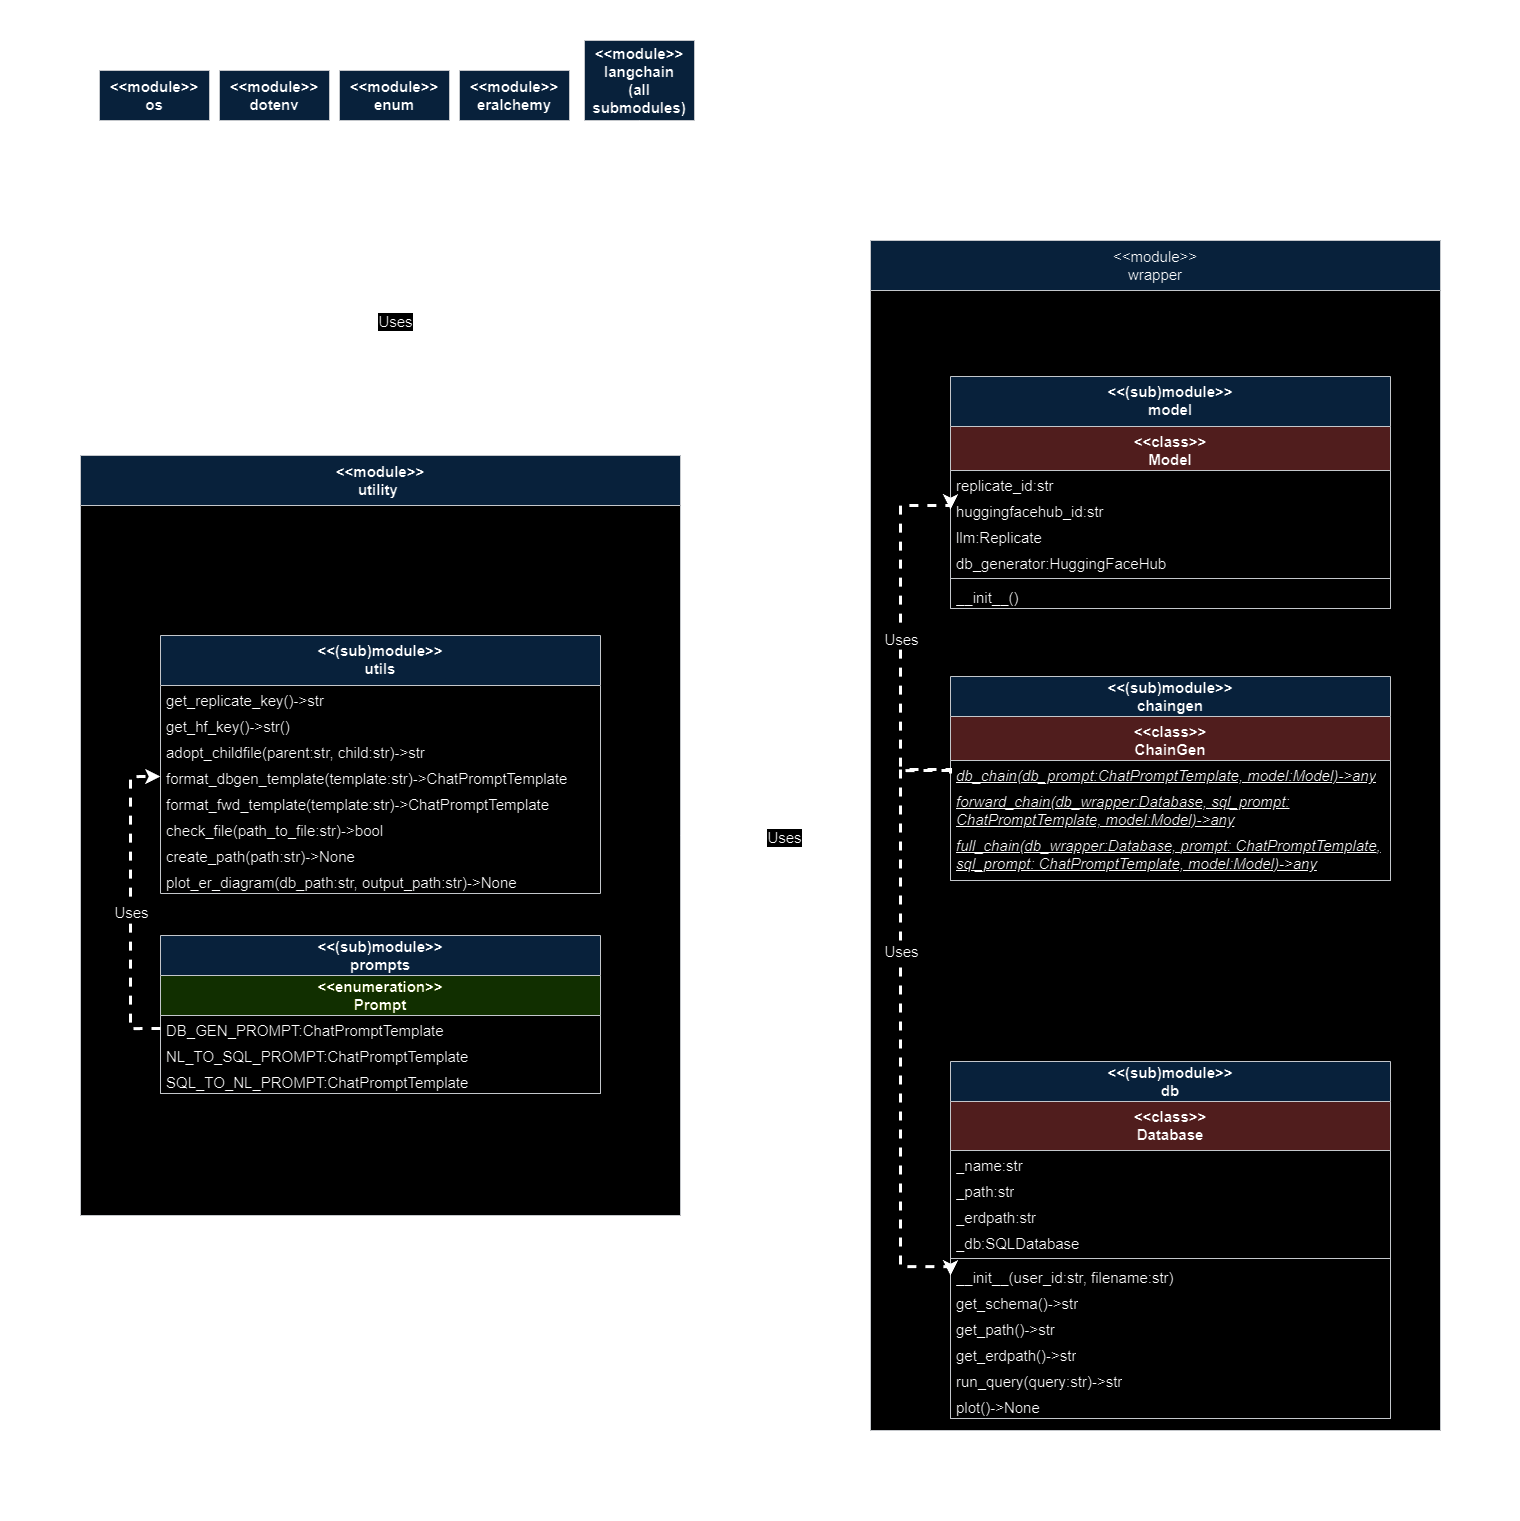 <<module>>
os
<<module>>
dotenv
<<module>>
enum
<<module>>
eralchemy
<<module>>
langchain
(all
submodules)
Uses
<<module>>
utility
<<(sub)module>>
utils
get_replicate_key()->str
get_hf_key()->str()
adopt_childfile(parent:str, child:str)->str
format_dbgen_template(template:str)->ChatPromptTemplate
format_fwd_template(template:str)->ChatPromptTemplate
check_file(path_to_file:str)->bool
create_path(path:str)->None
plot_er_diagram(db_path:str, output_path:str)->None
Uses
<<(sub)module>>
prompts
<<enumeration>>
Prompt
DB_GEN_PROMPT:ChatPromptTemplate
NL_TO_SQL_PROMPT:ChatPromptTemplate
SQL_TO_NL_PROMPT:ChatPromptTemplate
Uses
<<module>>
wrapper
<<(sub)module>>
model
<<class>>
Model
replicate_id:str
huggingfacehub_id:str
llm:Replicate
db_generator:HuggingFaceHub
__init__()
Uses
<<(sub)module>>
chaingen
<<class>>
ChainGen
db_chain(db_prompt:ChatPromptTemplate, model:Model)->any
forward_chain(db_wrapper:Database, sql_prompt:
ChatPromptTemplate, model:Model)->any
full_chain(db_wrapper:Database, prompt: ChatPromptTemplate,
sql_prompt: ChatPromptTemplate, model:Model)->any
Uses
<<(sub)module>>
db
<<class>>
Database
_name:str
_path:str
_erdpath:str
_db:SQLDatabase
__init__(user_id:str, filename:str)
get_schema()->str
get_path()->str
get_erdpath()->str
run_query(query:str)->str
plot()->None